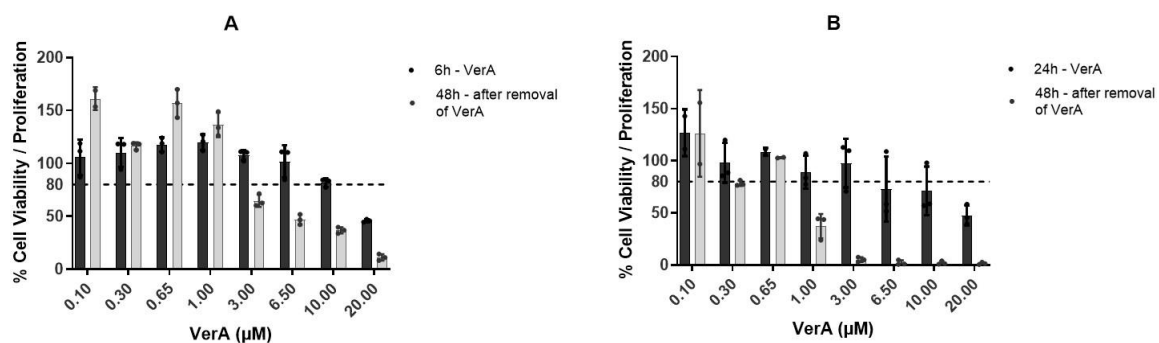 A
% Cell Viability / Proliferation
200
150
100
80
50
0
0.10
0.30
0.65
1.00
3.00
6.50
10.00
20.00
VerA (µM)
6h - VerA
48h - after removal
of VerA
B
% Cell Viability / Proliferation
200
150
100
80
50
0
0.10
0.30
0.65
1.00
3.00
6.50
10.00
20.00
VerA (µM)
24h - VerA
48h - after removal
of VerA